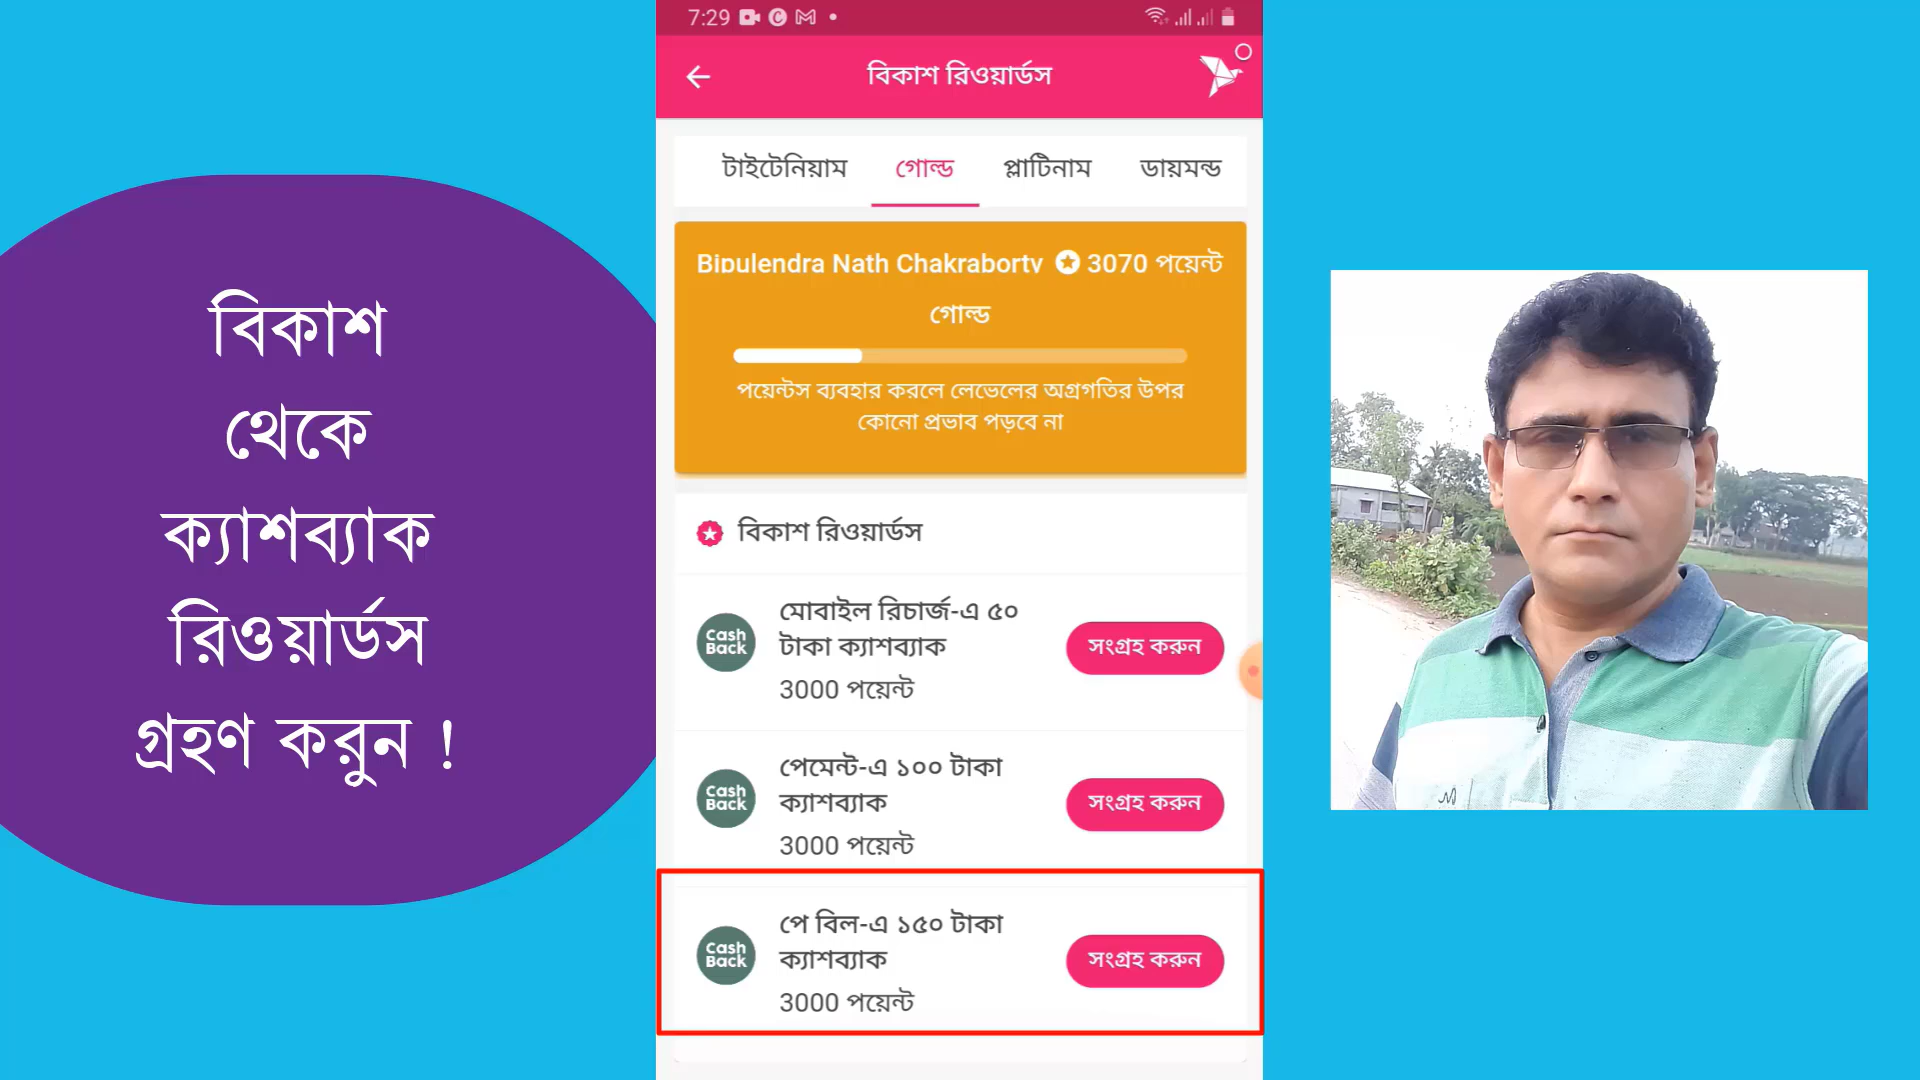 বিকাশ
থেকে
ক্যাশব্যাক
রিওয়ার্ডস
গ্রহণ করুন !
7:29
বিকাশ রিওয়ার্ডস
টাইটেনিয়াম গোল্ড প্লাটিনাম ডায়মন্ড
Bipulendra Nath Chakraborty 3070 পয়েন্ট
গোল্ড
পয়েন্টস ব্যবহার করলে লেভেলের অগ্রগতির উপর
কোনো প্রভাব পড়বে না
বিকাশ রিওয়ার্ডস
Cash Back
মোবাইল রিচার্জ-এ ৫০
টাকা ক্যাশব্যাক
3000 পয়েন্ট
সংগ্রহ করুন
Cash Back
পেমেন্ট-এ ১০০ টাকা
ক্যাশব্যাক
3000 পয়েন্ট
সংগ্রহ করুন
Cash Back
পে বিল-এ ১৫০ টাকা
ক্যাশব্যাক
3000 পয়েন্ট
সংগ্রহ করুন